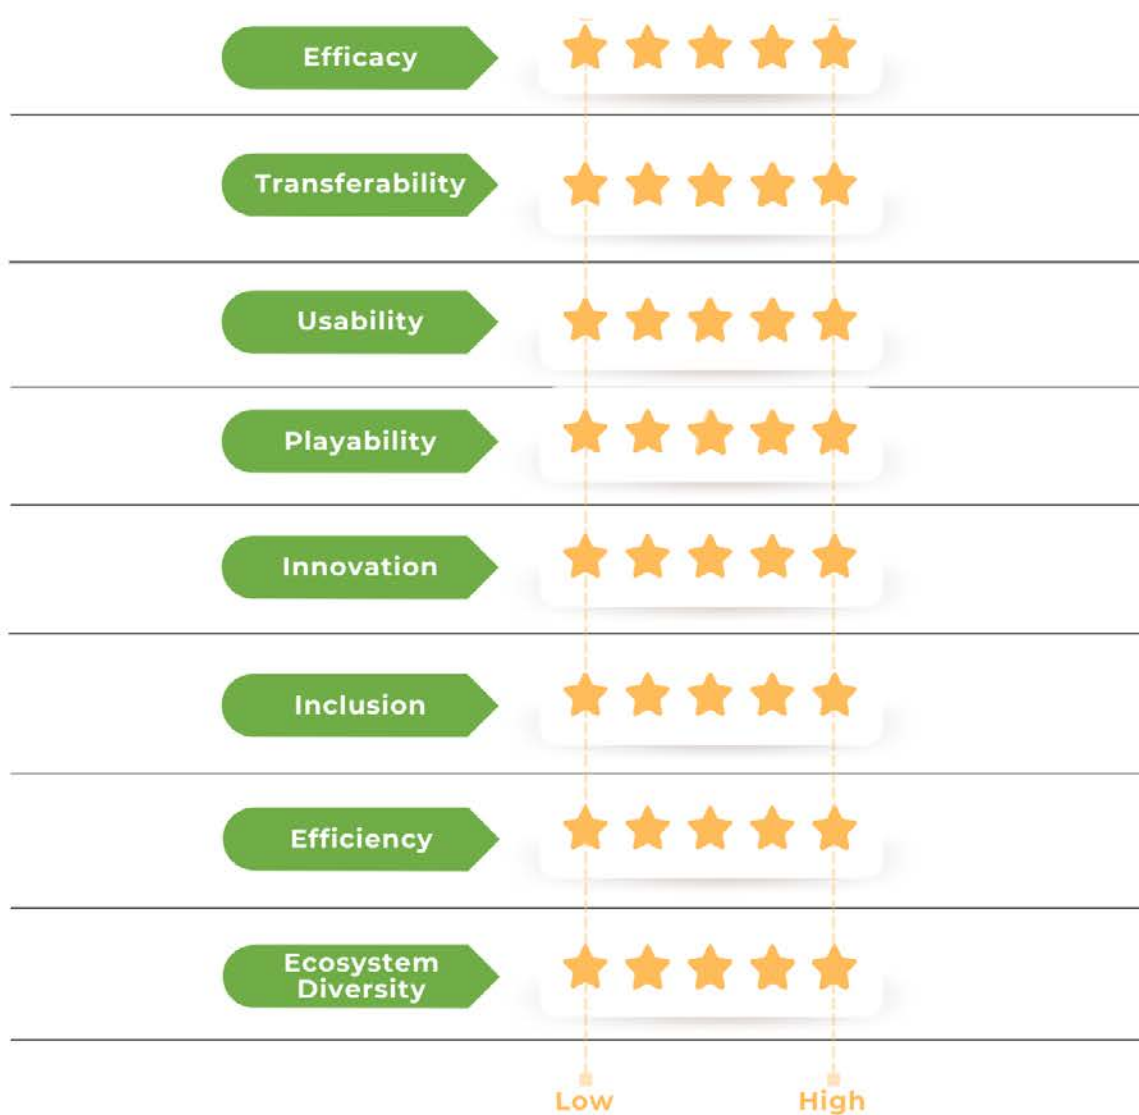 Efficacy
Transferability
Usability
Playability
Innovation
Inclusion
Efficiency
Ecosystem
Diversity
Low High